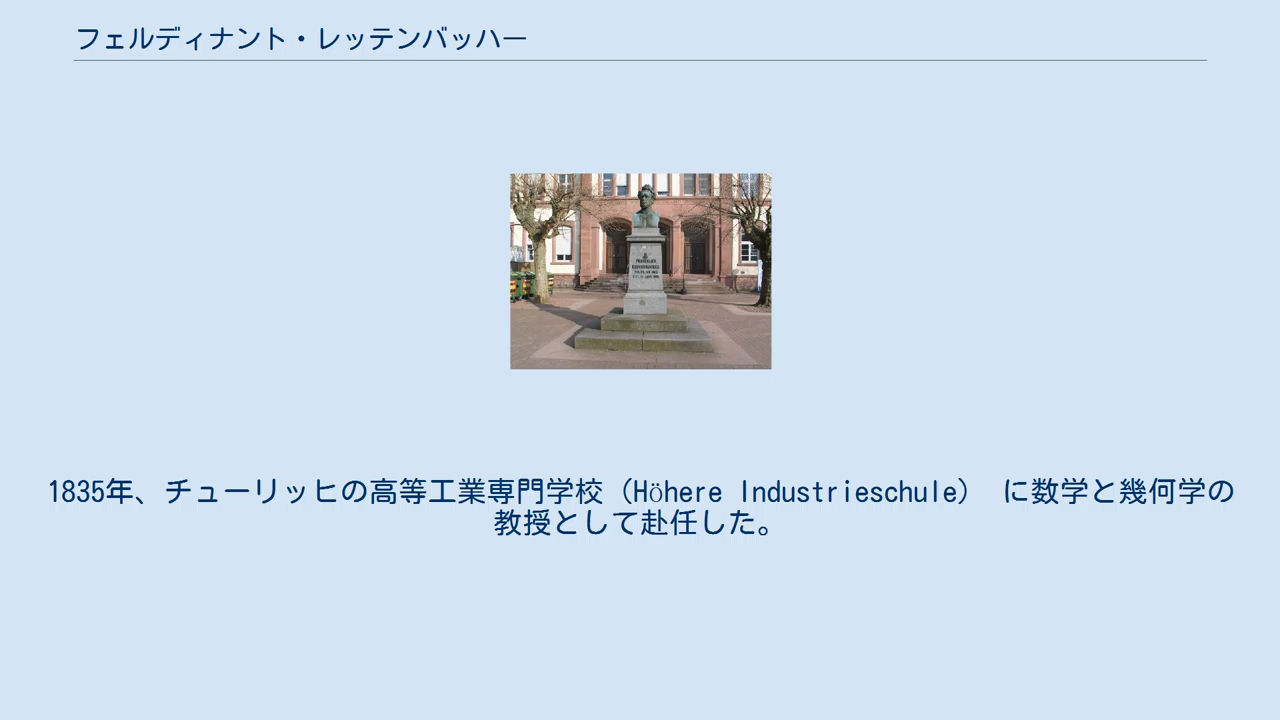 フェルディナント・レッテンバッハー
1835年、チューリッヒの高等工業専門学校（Höhere Industrieschule） に数学と幾何学の
教授として赴任した。